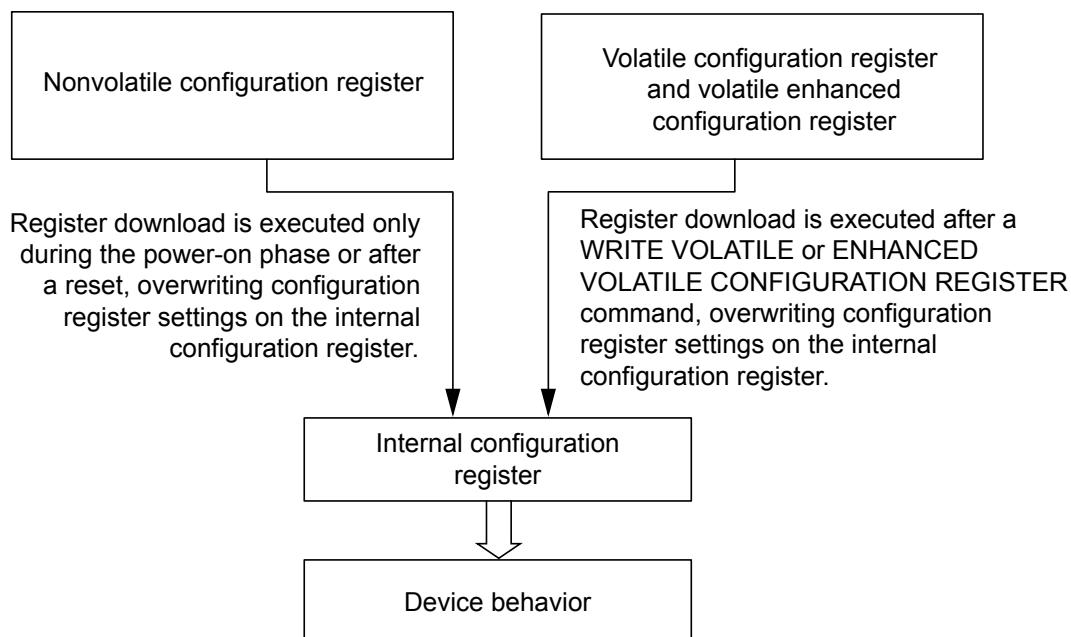 Nonvolatile configuration register
Volatile configuration register
and volatile enhanced
configuration register
Register download is executed only
during the power-on phase or after
a reset, overwriting configuration
register settings on the internal
configuration register.
Register download is executed after a
WRITE VOLATILE or ENHANCED
VOLATILE CONFIGURATION REGISTER
command, overwriting configuration
register settings on the internal
configuration register.
Internal configuration
register
Device behavior